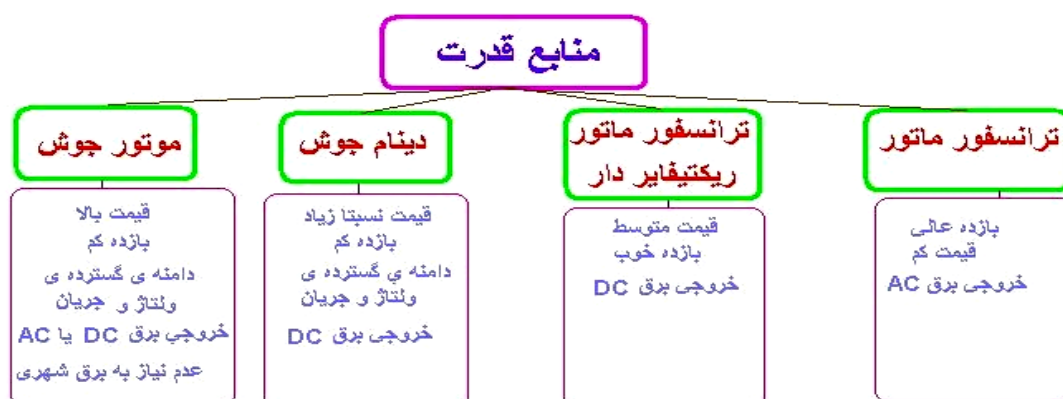 منابع قدرت
ترانسفور ماتور
بازده عالی
قیمت کم
خروجی برق AC
ترانسفور ماتور
ریکتیفایر دار
قیمت متوسط
بازده خوب
خروجی برق DC
دینام جوش
قیمت نسبتا زیاد
بازده کم
دامنه ي گسترده ی
ولتاژ و جریان
خروجی برق DC
موتور جوش
قیمت بالا
بازده کم
دامنه ی گسترده ی
ولتاژ و جریان
خروجي برق DC یا AC
عدم نیاز به برق شهری